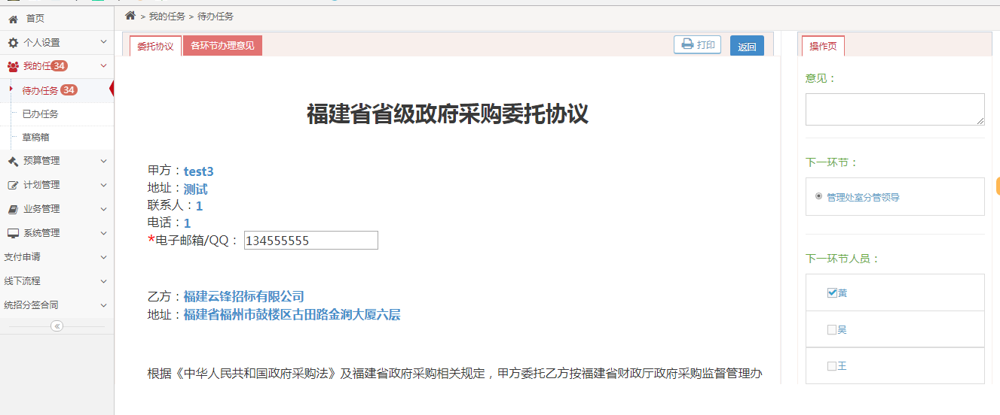 首页
个人设置
我的任 34
待办任务 34
已办任务
草稿箱
预算管理
计划管理
业务管理
系统管理
支付申请
线下流程
统招分签合同
> 我的任务 > 待办任务
委托协议 各环节办理意见 打印 返回
福建省省级政府采购委托协议
甲方：test3
地址：测试
联系人：1
电话：1
*电子邮箱/QQ： 134555555
乙方：福建云锋招标有限公司
地址：福建省福州市鼓楼区古田路金润大厦六层
根据《中华人民共和国政府采购法》及福建省政府采购相关规定，甲方委托乙方按福建省财政厅政府采购监督管理办
操作页
意见：
下一环节：
管理处室分管领导
下一环节人员：
黄
吴
王